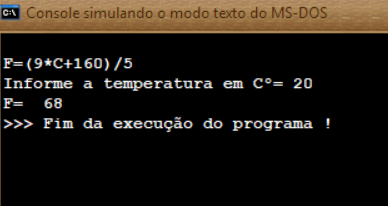 Console simulando o modo texto do MS-DOS
F=(9*C+160)/5
Informe a temperatura em C°= 20
F=  68
>>> Fim da execução do programa !